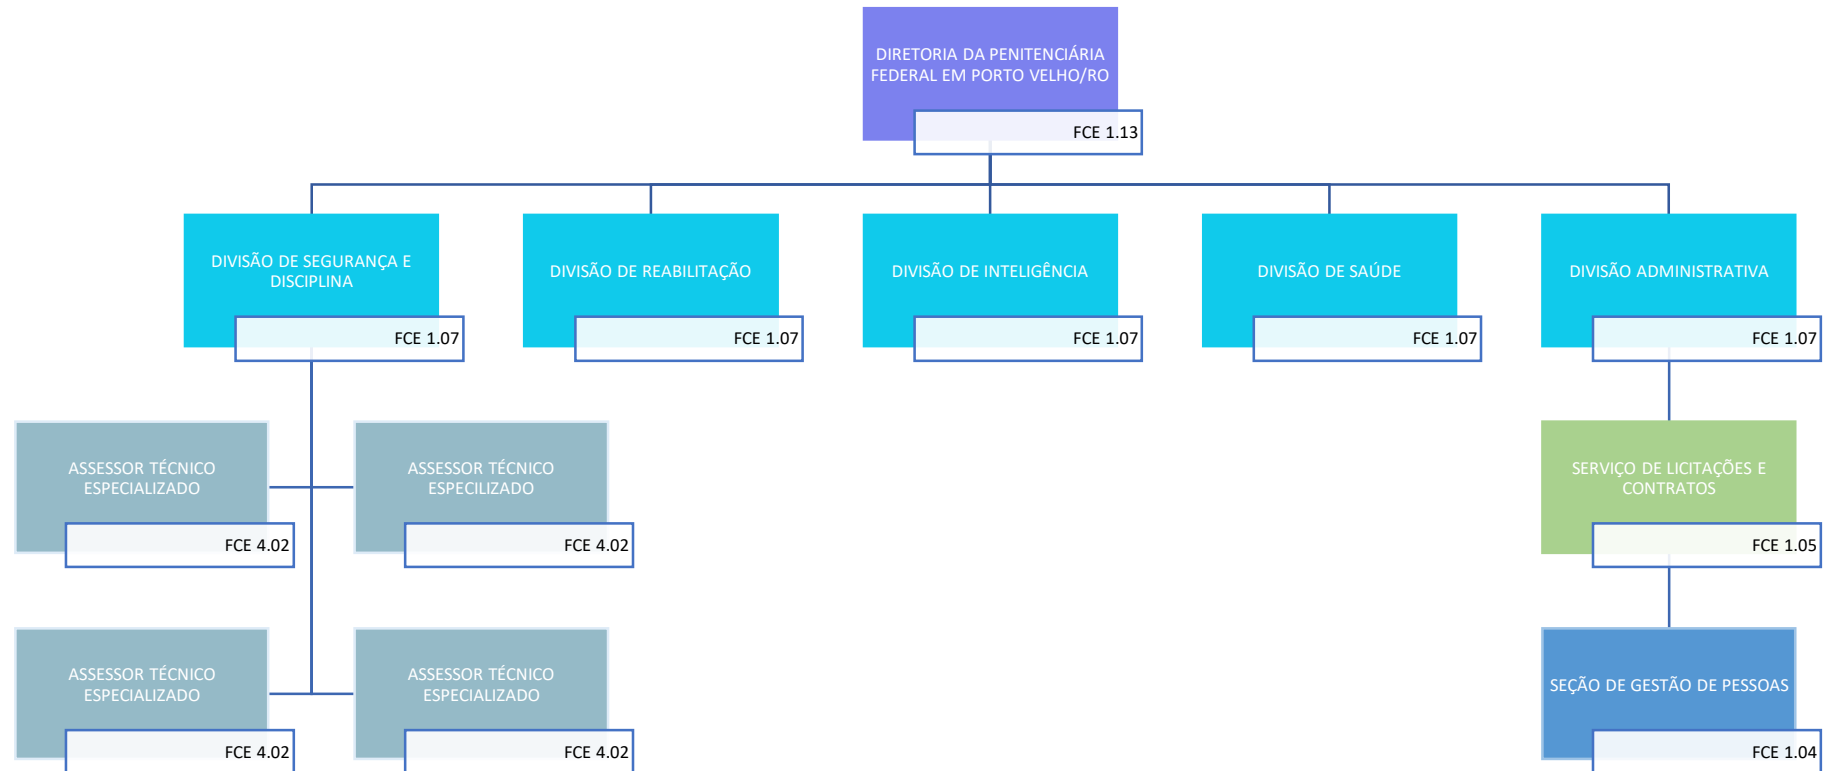 DIRETORIA DA PENITENCIÁRIA
FEDERAL EM PORTO VELHO/RO
FCE 1.13
DIVISÃO DE SEGURANÇA E
DISCIPLINA
FCE 1.07
DIVISÃO DE REABILITAÇÃO
FCE 1.07
DIVISÃO DE INTELIGÊNCIA
FCE 1.07
DIVISÃO DE SAÚDE
FCE 1.07
DIVISÃO ADMINISTRATIVA
FCE 1.07
ASSESSOR TÉCNICO
ESPECIALIZADO
FCE 4.02
ASSESSOR TÉCNICO
ESPECILIZADO
FCE 4.02
SERVIÇO DE LICITAÇÕES E
CONTRATOS
FCE 1.05
ASSESSOR TÉCNICO
ESPECIALIZADO
FCE 4.02
ASSESSOR TÉCNICO
ESPECIALIZADO
FCE 4.02
SEÇÃO DE GESTÃO DE PESSOAS
FCE 1.04